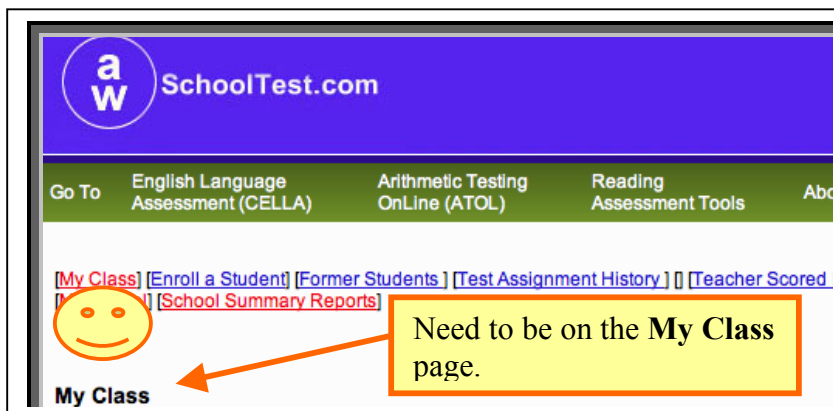 a
w
SchoolTest.com
Go To
English Language
Assessment (CELLA)
Arithmetic Testing
OnLine (ATOL)
Reading
Assessment Tools
[My Class] [Enroll a Student] [Former Students ] [Test Assignment History ] [] [Teacher Scored
[School Summary Reports]
Need to be on the My Class
page.
My Class